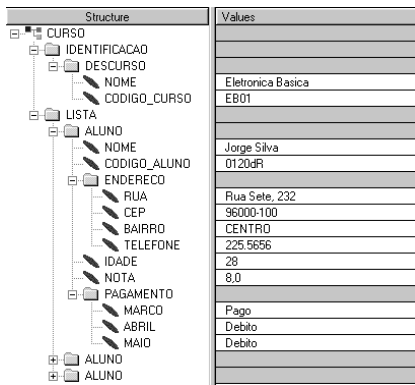 Structure Values
CURSO
IDENTIFICACAO
DESCURSO
NOME Eletronica Basica
CODIGO_CURSO EB01
LISTA
ALUNO
NOME Jorge Silva
CODIGO_ALUNO 0120dR
ENDERECO
RUA Rua Sete, 232
CEP 96000-100
BAIRRO CENTRO
TELEFONE 225.5656
IDADE 28
NOTA 8,0
PAGAMENTO
MARCO Pago
ABRIL Debito
MAIO Debito
ALUNO
ALUNO